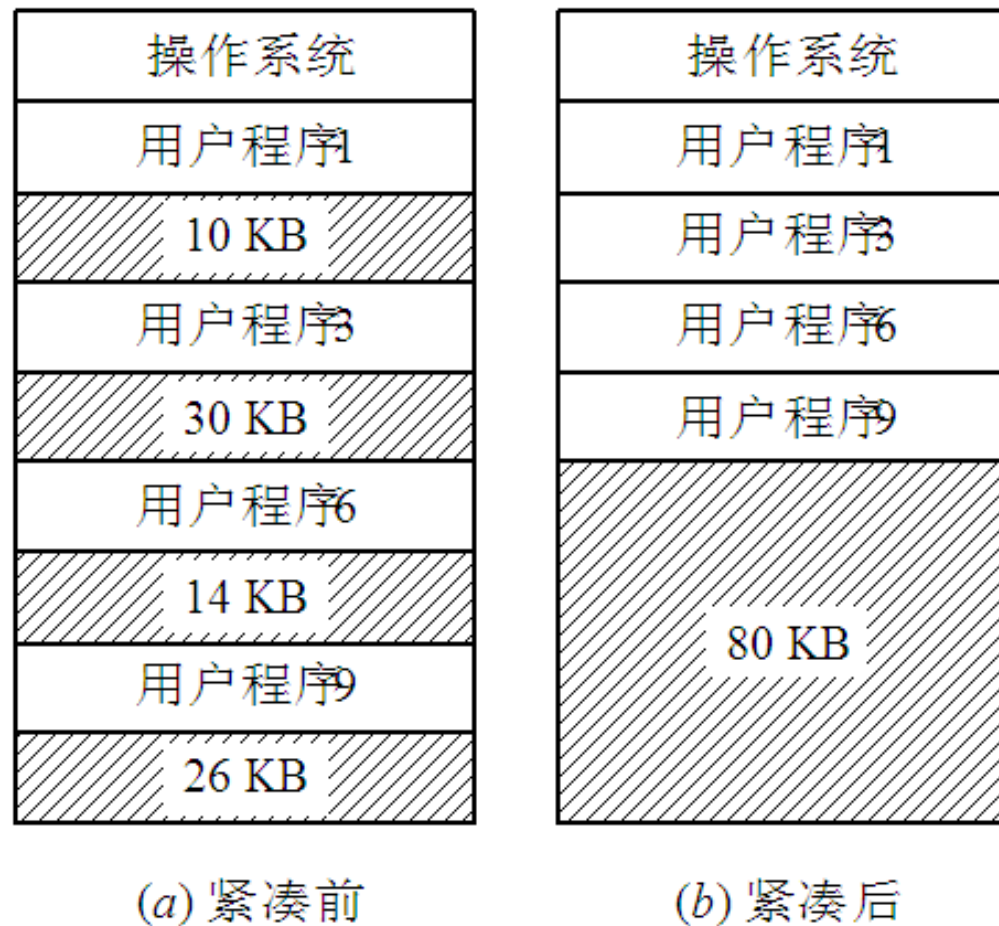 操作系统
用户程序1
10 KB
用户程序3
30 KB
用户程序6
14 KB
用户程序9
26 KB
(a) 紧凑前
操作系统
用户程序1
用户程序3
用户程序6
用户程序9
80 KB
(b) 紧凑后